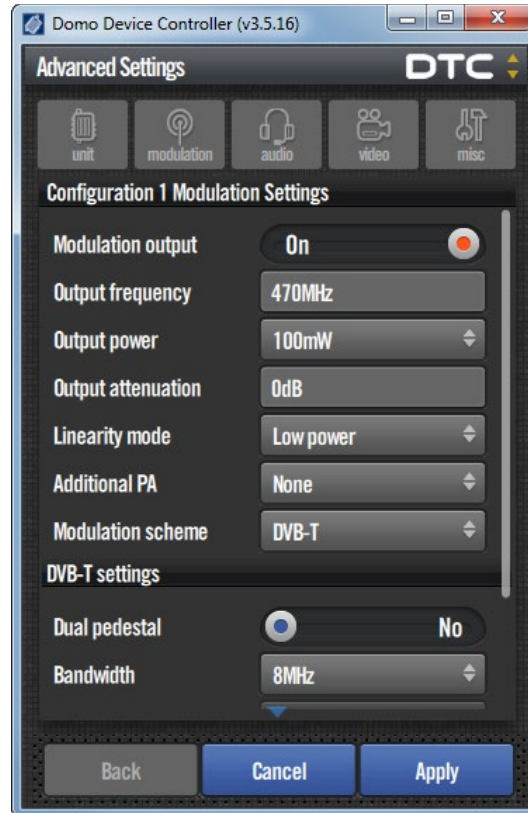 Domo Device Controller (v3.5.16)
Advanced Settings DTC
unit modulation audio video misc
Configuration 1 Modulation Settings
Modulation output On
Output frequency 470MHz
Output power 100mW
Output attenuation 0dB
Linearity mode Low power
Additional PA None
Modulation scheme DVB-T
DVB-T settings
Dual pedestal No
Bandwidth 8MHz
Back Cancel Apply